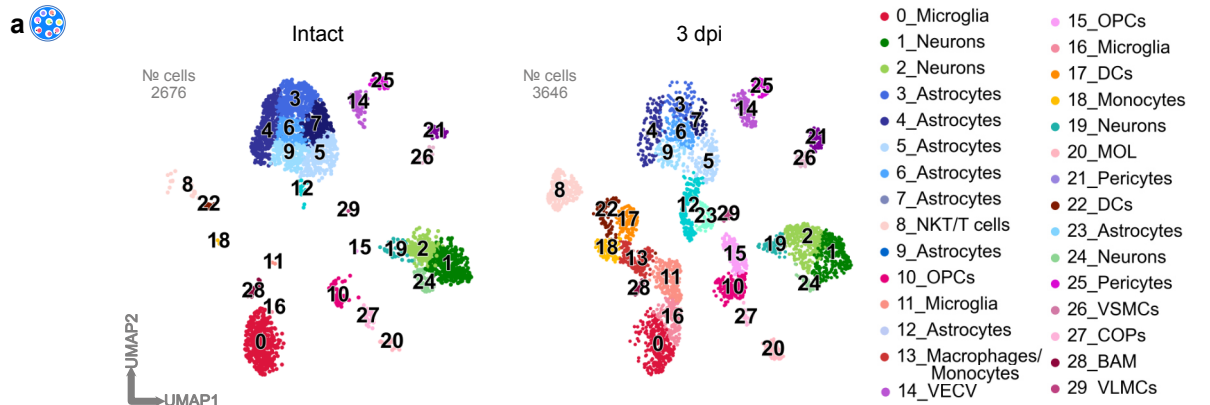 a
Intact
№ cells
2676
25
14
3
4
6
7
21
9
5
26
12
8
22
29
18
15
19
2
1
11
24
28
10
16
27
0
20
UMAP2
UMAP1
3 dpi
№ cells
3646
25
14
3
4
6
7
21
9
5
26
8
12
22
17
23
29
18
15
19
2
1
13
11
28
10
24
16
27
0
20
0_Microglia
1_Neurons
2_Neurons
3_Astrocytes
4_Astrocytes
5_Astrocytes
6_Astrocytes
7_Astrocytes
8_NKT/T cells
9_Astrocytes
10_OPCs
11_Microglia
12_Astrocytes
13_Macrophages/
Monocytes
14_VECV
15_OPCs
16_Microglia
17_DCs
18_Monocytes
19_Neurons
20_MOL
21_Pericytes
22_DCs
23_Astrocytes
24_Neurons
25_Pericytes
26_VSMCs
27_COPs
28_BAM
29_VLMCs